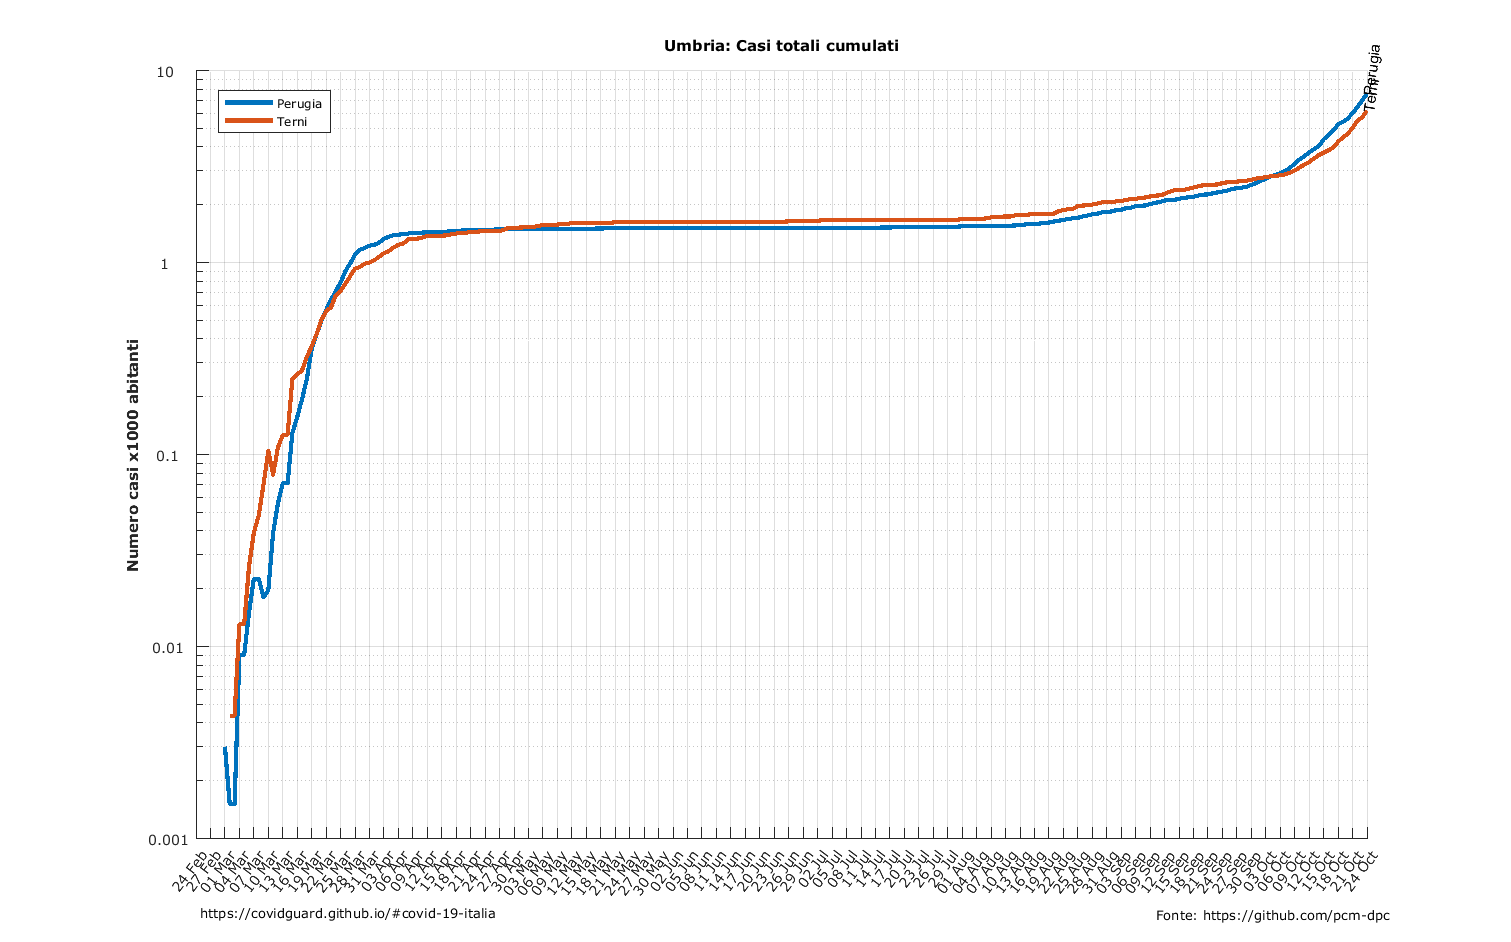 Umbria: Casi totali cumulati
Perugia
Terni
Perugia
Terni
Numero casi x1000 abitanti
10
1
0.1
0.01
0.001
24 Feb
27 Feb
01 Mar
04 Mar
07 Mar
10 Mar
13 Mar
16 Mar
19 Mar
22 Mar
25 Mar
28 Mar
31 Mar
03 Apr
06 Apr
09 Apr
12 Apr
15 Apr
18 Apr
21 Apr
24 Apr
27 Apr
30 Apr
03 May
06 May
09 May
12 May
15 May
18 May
21 May
24 May
27 May
30 May
02 Jun
05 Jun
08 Jun
11 Jun
14 Jun
17 Jun
20 Jun
23 Jun
26 Jun
29 Jun
02 Jul
05 Jul
08 Jul
11 Jul
14 Jul
17 Jul
20 Jul
23 Jul
26 Jul
29 Jul
01 Aug
04 Aug
07 Aug
10 Aug
13 Aug
16 Aug
19 Aug
22 Aug
25 Aug
28 Aug
31 Aug
03 Sep
06 Sep
09 Sep
12 Sep
15 Sep
18 Sep
21 Sep
24 Sep
27 Sep
30 Sep
03 Oct
06 Oct
09 Oct
12 Oct
15 Oct
18 Oct
21 Oct
24 Oct
https://covidguard.github.io/#covid-19-italia
Fonte: https://github.com/pcm-dpc